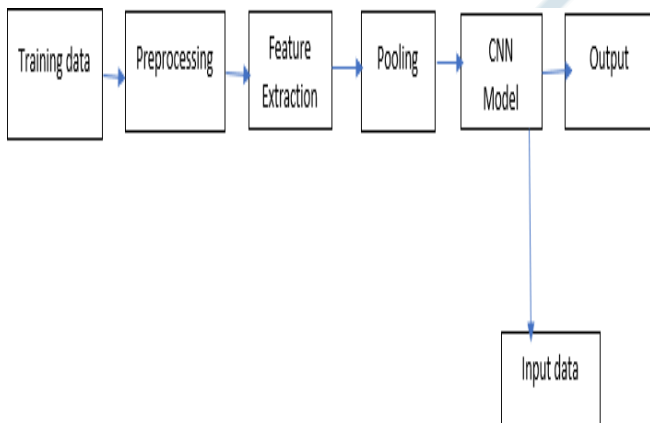 Training data
Preprocessing
Feature
Extraction
Pooling
CNN
Model
Output
Input data